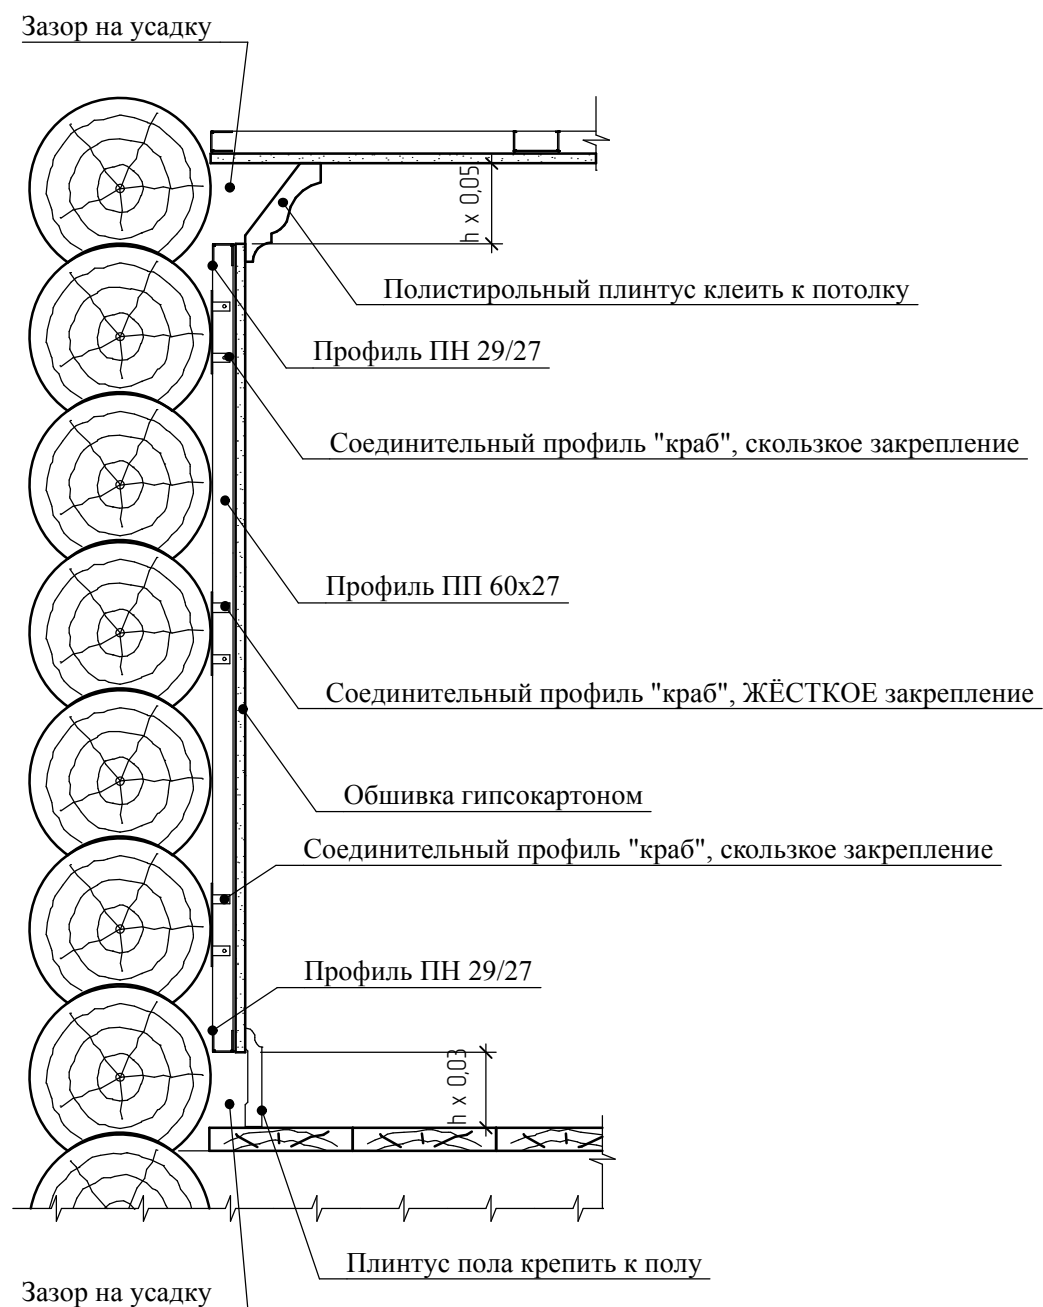 Зазор на усадку
h x 0,05
Полистирольный плинтус клеить к потолку
Профиль ПН 29/27
Соединительный профиль "краб", скользкое закрепление
Профиль ПП 60х27
Соединительный профиль "краб", ЖЁСТКОЕ закрепление
Обшивка гипсокартоном
Соединительный профиль "краб", скользкое закрепление
Профиль ПН 29/27
h x 0,03
Плинтус пола крепить к полу
Зазор на усадку